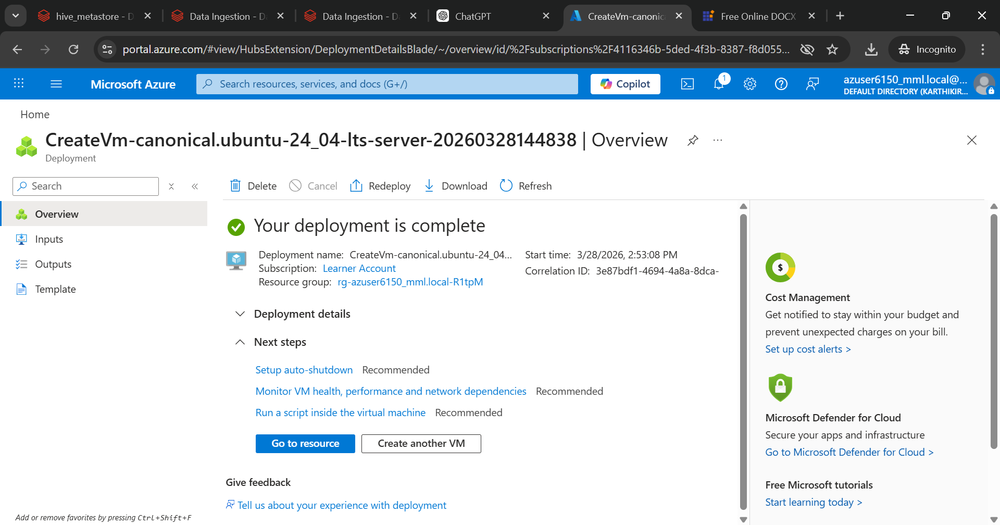 hive_metastore - D
Data Ingestion - D
Data Ingestion - D
ChatGPT
CreateVm-canonic
Free Online DOCX
portal.azure.com/#view/HubsExtension/DeploymentDetailsBlade/~/overview/id/%2Fsubscriptions%2F4116346b-5ded-4f3b-8387-f8d055...
Incognito
Microsoft Azure
Search resources, services, and docs (G+/)
Copilot
1
azuser6150_mml.local@...
DEFAULT DIRECTORY (KARTHIKIR...
Home
CreateVm-canonical.ubuntu-24_04-lts-server-20260328144838 | Overview
Deployment
Search
Delete
Cancel
Redeploy
Download
Refresh
Overview
Inputs
Outputs
Template
Your deployment is complete
Deployment name: CreateVm-canonical.ubuntu-24_04...
Subscription: Learner Account
Resource group: rg-azuser6150_mml.local-R1tpM
Start time: 3/28/2026, 2:53:08 PM
Correlation ID: 3e87bdf1-4694-4a8a-8dca-
Deployment details
Next steps
Setup auto-shutdown Recommended
Monitor VM health, performance and network dependencies Recommended
Run a script inside the virtual machine Recommended
Go to resource
Create another VM
Give feedback
Tell us about your experience with deployment
$
Cost Management
Get notified to stay within your budget and
prevent unexpected charges on your bill.
Set up cost alerts >
Microsoft Defender for Cloud
Secure your apps and infrastructure
Go to Microsoft Defender for Cloud >
Free Microsoft tutorials
Start learning today >
Add or remove favorites by pressing Ctrl+Shift+F